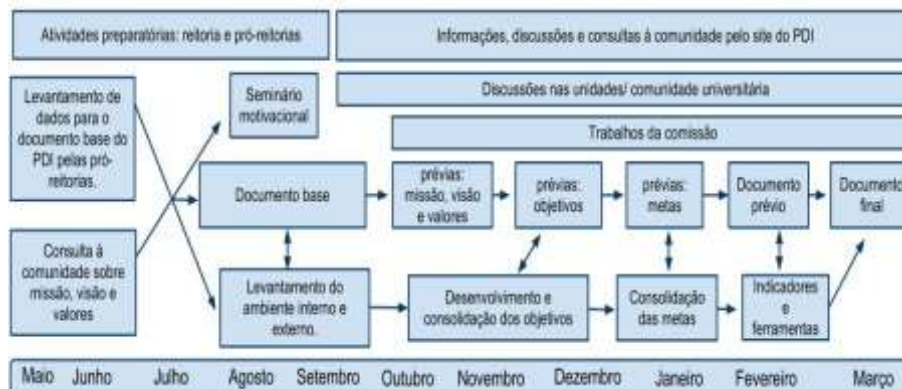 Atividades preparatórias: reitoria e pró-reitorias
Informações, discussões e consultas à comunidade pelo site do PDI
Levantamento de
dados para o
documento base do
PDI pelas pró-
reitorias.
Seminário
motivacional
Discussões nas unidades/ comunidade universitária
Trabalhos da comissão
Documento base
prévias:
missão, visão
e valores
prévias:
objetivos
prévias:
metas
Documento
prévio
Documento
final
Consulta à
comunidade sobre
missão, visão e
valores
Levantamento do
ambiente interno e
externo.
Desenvolvimento e
consolidação dos objetivos
Consolidação
das metas
Indicadores
e
ferramentas
Maio Junho Julho Agosto Setembro Outubro Novembro Dezembro Janeiro Fevereiro Março